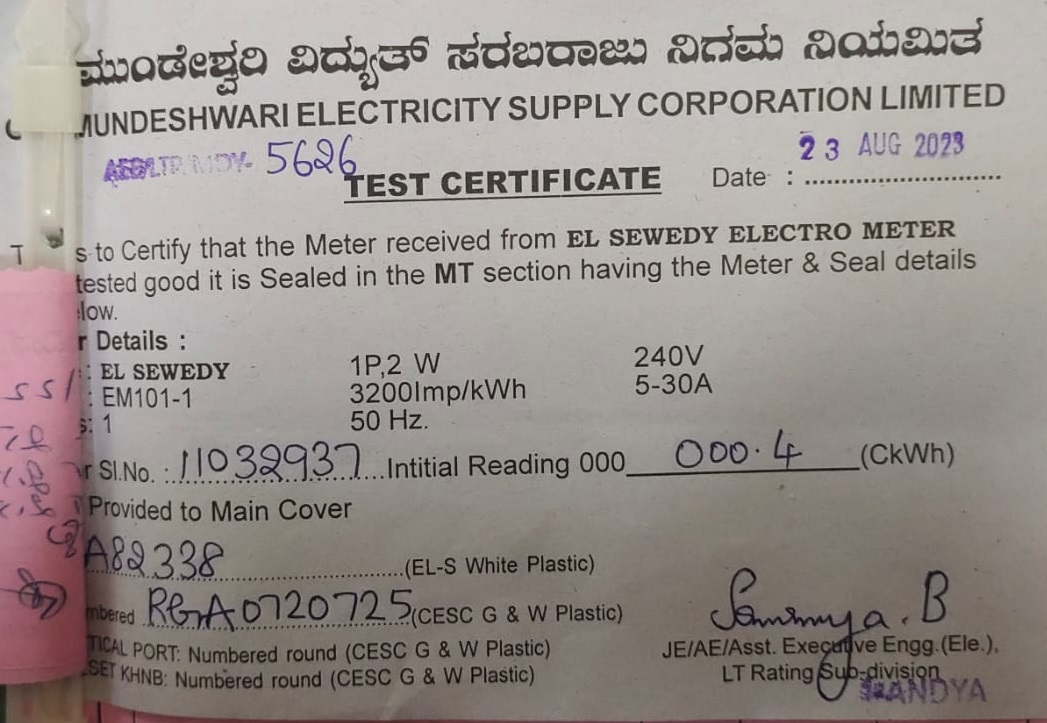 ಮುಂಡೇಶ್ವರಿ ವಿದ್ಯುತ್ ಸರಬರಾಜು ನಿಗಮ ನಿಯಮಿತ
MUNDESHWARI ELECTRICITY SUPPLY CORPORATION LIMITED
5626
23 AUG 2023
TEST CERTIFICATE Date :
s to Certify that the Meter received from EL SEWEDY ELECTRO METER
tested good it is Sealed in the MT section having the Meter & Seal details
low.
r Details :
: EL SEWEDY 1P,2 W 240V
: EM101-1 3200Imp/kWh 5-30A
s: 1 50 Hz.
r Sl.No. : 11032937 Intitial Reading 000 000.4 (CkWh)
Provided to Main Cover
A82338 (EL-S White Plastic)
mbered RGA0720725 (CESC G & W Plastic)
TICAL PORT: Numbered round (CESC G & W Plastic)
SET KHNB: Numbered round (CESC G & W Plastic)
Sowmya.B
JE/AE/Asst. Executive Engg.(Ele.),
LT Rating Sub-division
MANDYA